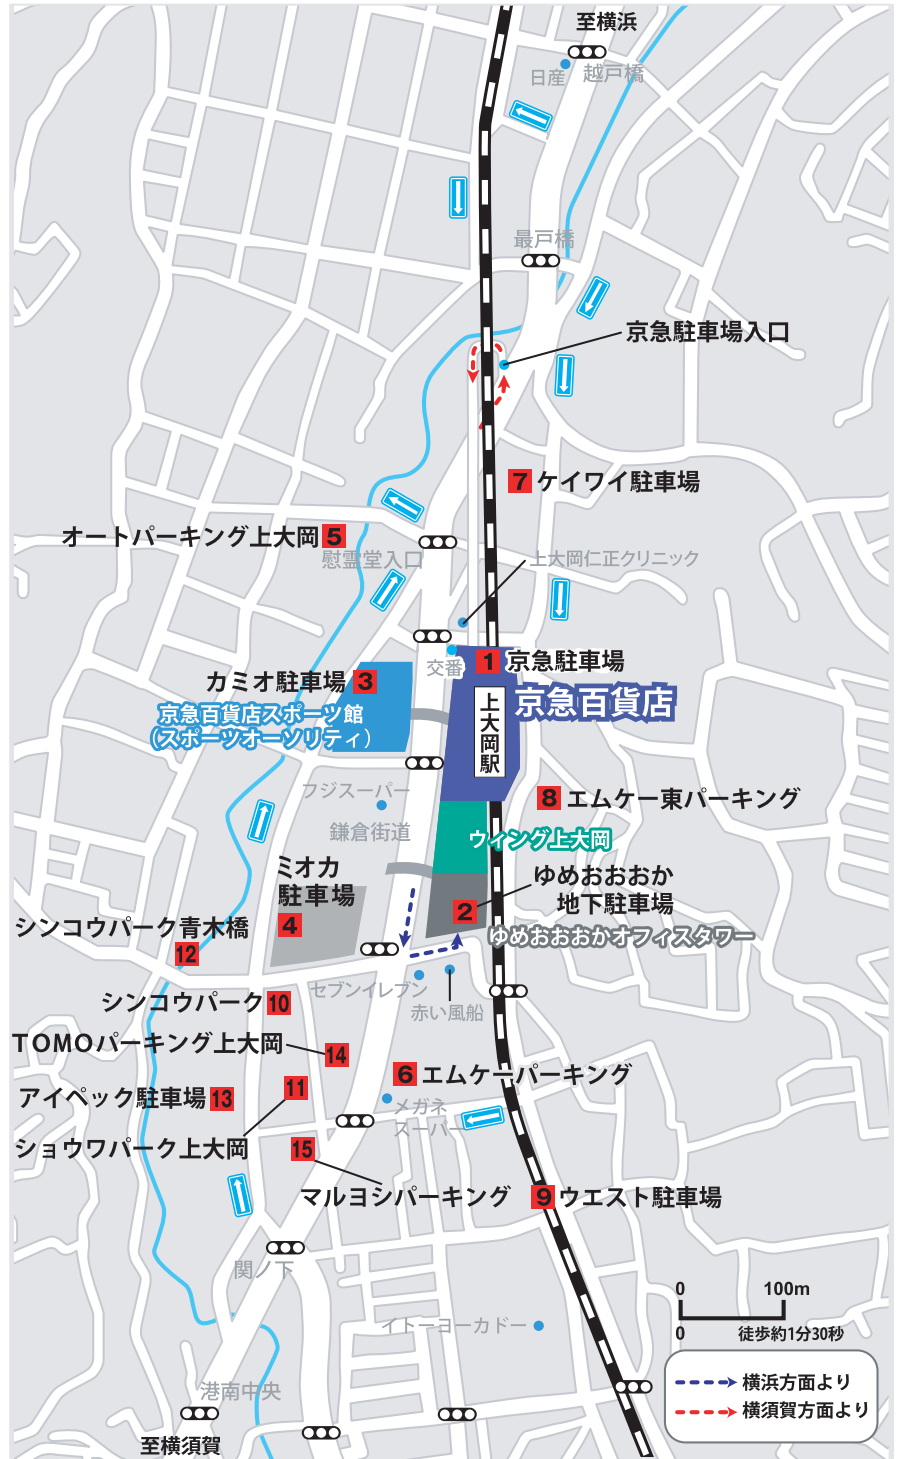 至横浜
日産
越戸橋
最戸橋
京急駐車場入口
7 ケイワイ駐車場
オートパーキング上大岡 5
慰霊堂入口
上大岡仁正クリニック
交番
1 京急駐車場
カミオ駐車場 3
京急百貨店
京急百貨店スポーツ館
(スポーツオーソリティ)
上大岡駅
フジスーパー
8 エムケー東パーキング
鎌倉街道
ウィング上大岡
ミオカ
駐車場
4
ゆめおおおか
地下駐車場
2
シンコウパーク青木橋
12
ゆめおおおかオフィスタワー
セブンイレブン
シンコウパーク 10
赤い風船
TOMOパーキング上大岡
14
6 エムケーパーキング
11
アイペック駐車場 13
メガネ
スーパー
ショウワパーク上大岡
15
マルヨシパーキング
9 ウエスト駐車場
関ノ下
0 100m
0 徒歩約1分30秒
イトーヨーカドー
港南中央
至横須賀
横浜方面より
横須賀方面より